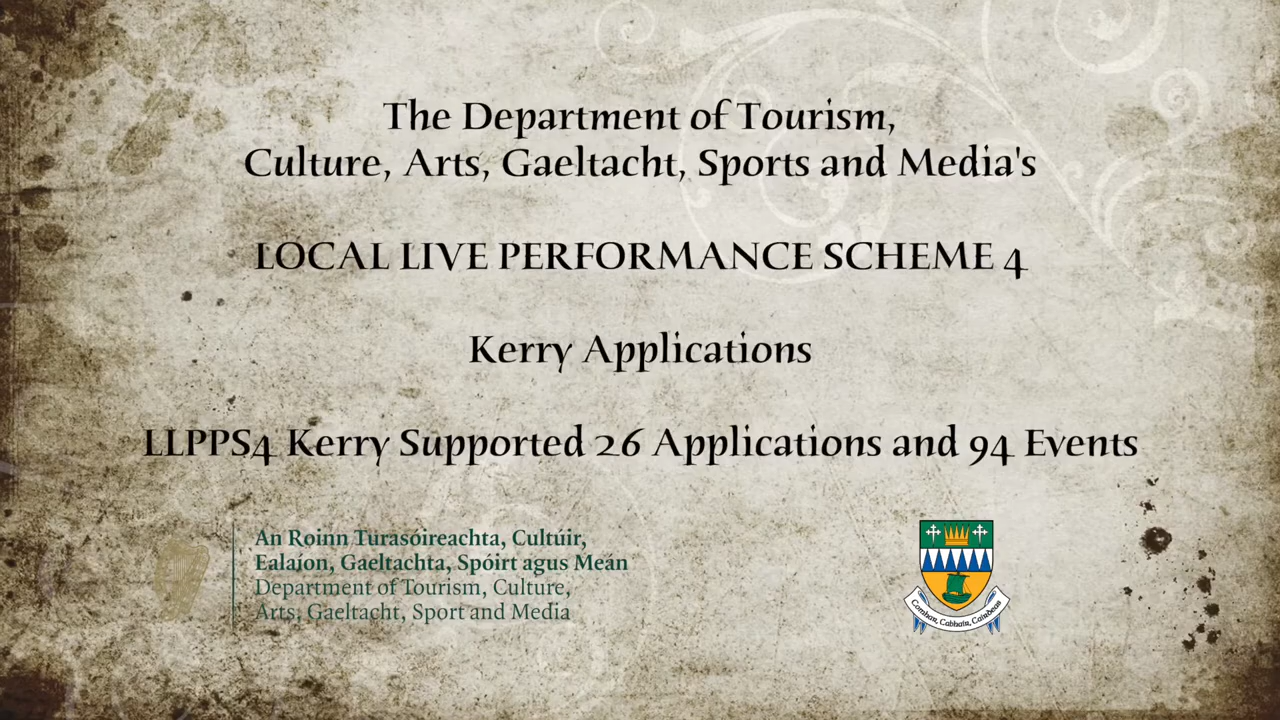 The Department of Tourism,
Culture, Arts, Gaeltacht, Sports and Media's
LOCAL LIVE PERFORMANCE SCHEME 4
Kerry Applications
LLPPS4 Kerry Supported 26 Applications and 94 Events
An Roinn Turasóireachta, Cultúir,
Ealaíon, Gaeltachta, Spóirt agus Meán
Department of Tourism, Culture,
Arts, Gaeltacht, Sport and Media
Comhar, Cabhair, Cairdeas